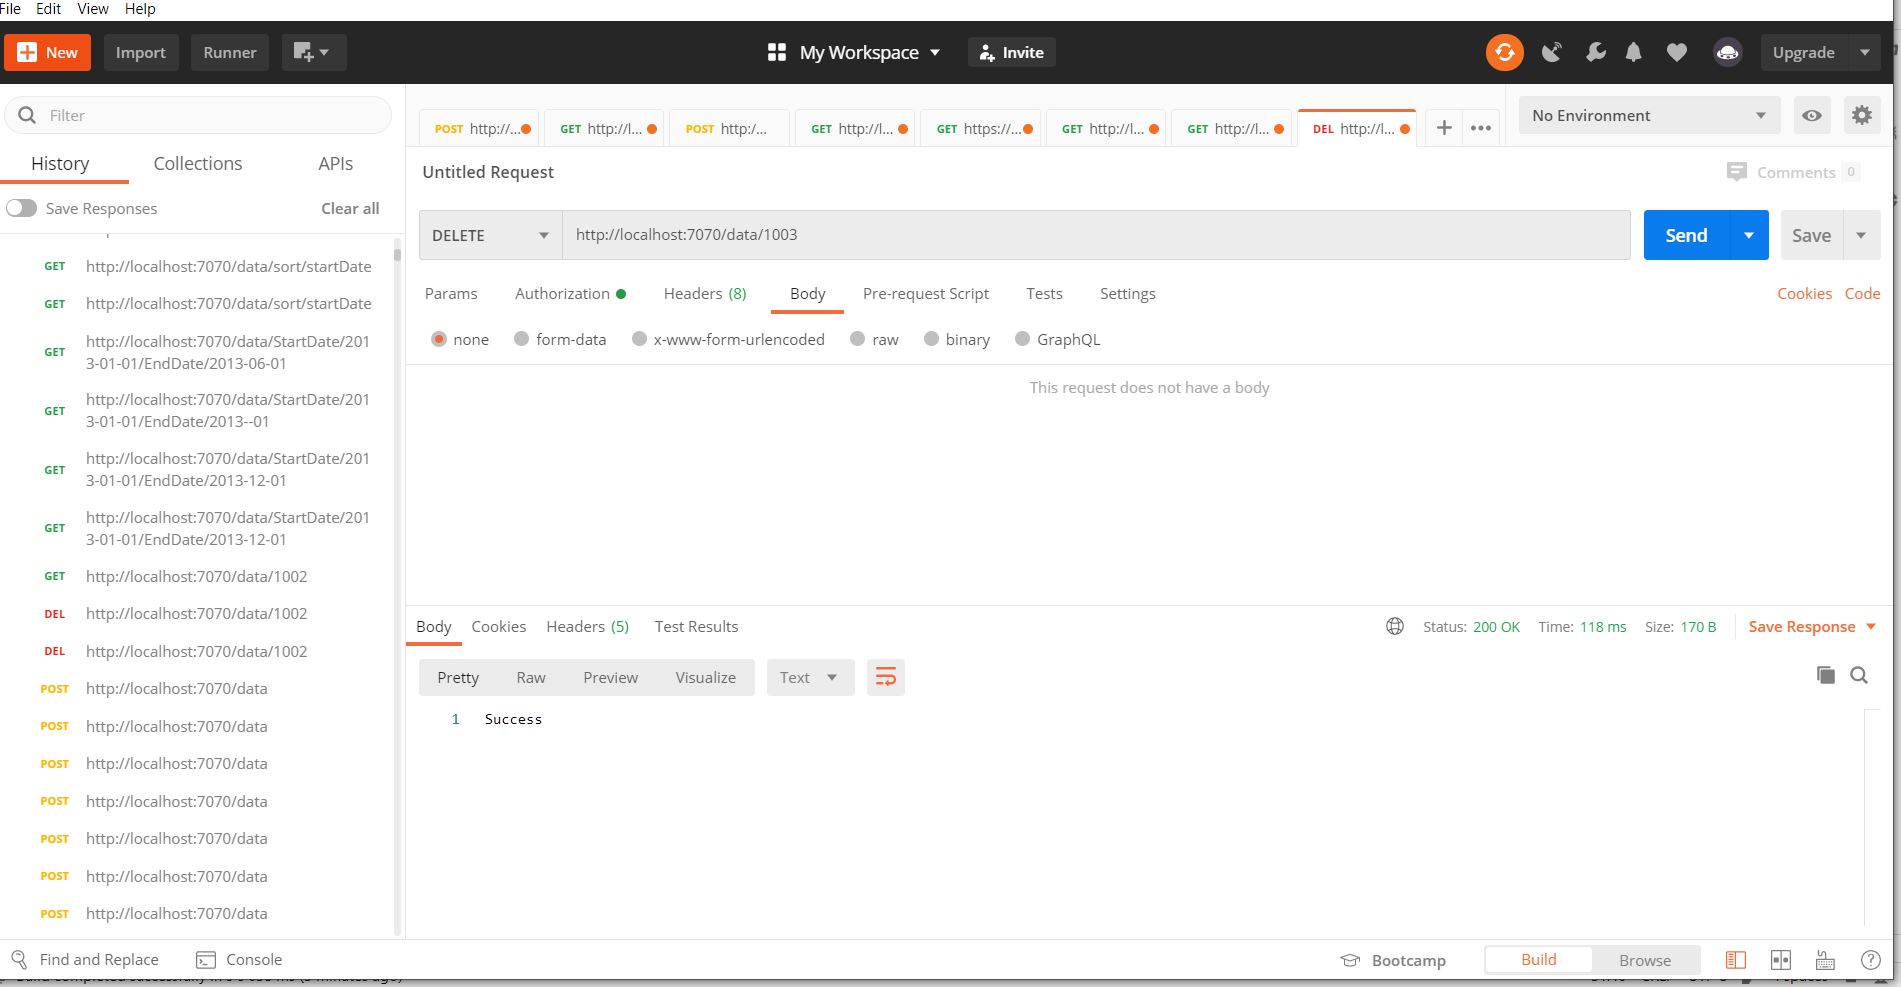 File Edit View Help
New Import Runner My Workspace Invite Upgrade
Filter
History Collections APIs
Save Responses Clear all
GET http://localhost:7070/data/sort/startDate
GET http://localhost:7070/data/sort/startDate
GET http://localhost:7070/data/StartDate/201
3-01-01/EndDate/2013-06-01
GET http://localhost:7070/data/StartDate/201
3-01-01/EndDate/2013--01
GET http://localhost:7070/data/StartDate/201
3-01-01/EndDate/2013-12-01
GET http://localhost:7070/data/StartDate/201
3-01-01/EndDate/2013-12-01
GET http://localhost:7070/data/1002
DEL http://localhost:7070/data/1002
DEL http://localhost:7070/data/1002
POST http://localhost:7070/data
POST http://localhost:7070/data
POST http://localhost:7070/data
POST http://localhost:7070/data
POST http://localhost:7070/data
POST http://localhost:7070/data
POST http://localhost:7070/data
POST http://... GET http://l... POST http:/... GET http://l... GET https://... GET http://l... GET http://l... DEL http://l... No Environment
Untitled Request Comments 0
DELETE http://localhost:7070/data/1003 Send Save
Params Authorization Headers (8) Body Pre-request Script Tests Settings Cookies Code
none form-data x-www-form-urlencoded raw binary GraphQL
This request does not have a body
Body Cookies Headers (5) Test Results Status: 200 OK Time: 118 ms Size: 170 B Save Response
Pretty Raw Preview Visualize Text
1 Success
Find and Replace Console Bootcamp Build Browse